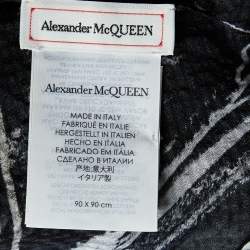 Alexander McQUEEN
Alexander McQUEEN
MADE IN ITALY
FABRIQUÉ EN ITALIE
HERGESTELLT IN ITALIEN
HECHO EN ITALIA
FABRICADO EM ITÁLIA
СДЕЛАНО В ИТАЛИИ
产地:意大利
イタリア製
90 X 90 cm